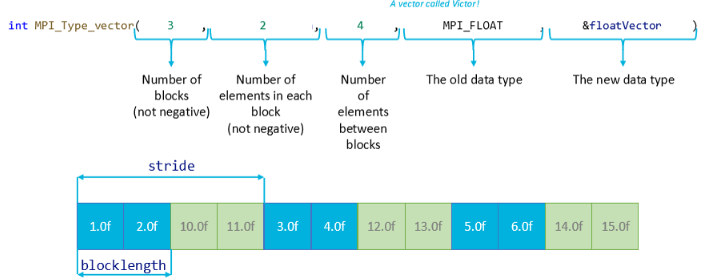 A vector called Victor!
int MPI_Type_vector( 3 , 2 , 4 , MPI_FLOAT , &floatVector )
Number of blocks (not negative)
Number of elements in each block (not negative)
Number of elements between blocks
The old data type
The new data type
stride
1.0f 2.0f 10.0f 11.0f 3.0f 4.0f 12.0f 13.0f 5.0f 6.0f 14.0f 15.0f
blocklength